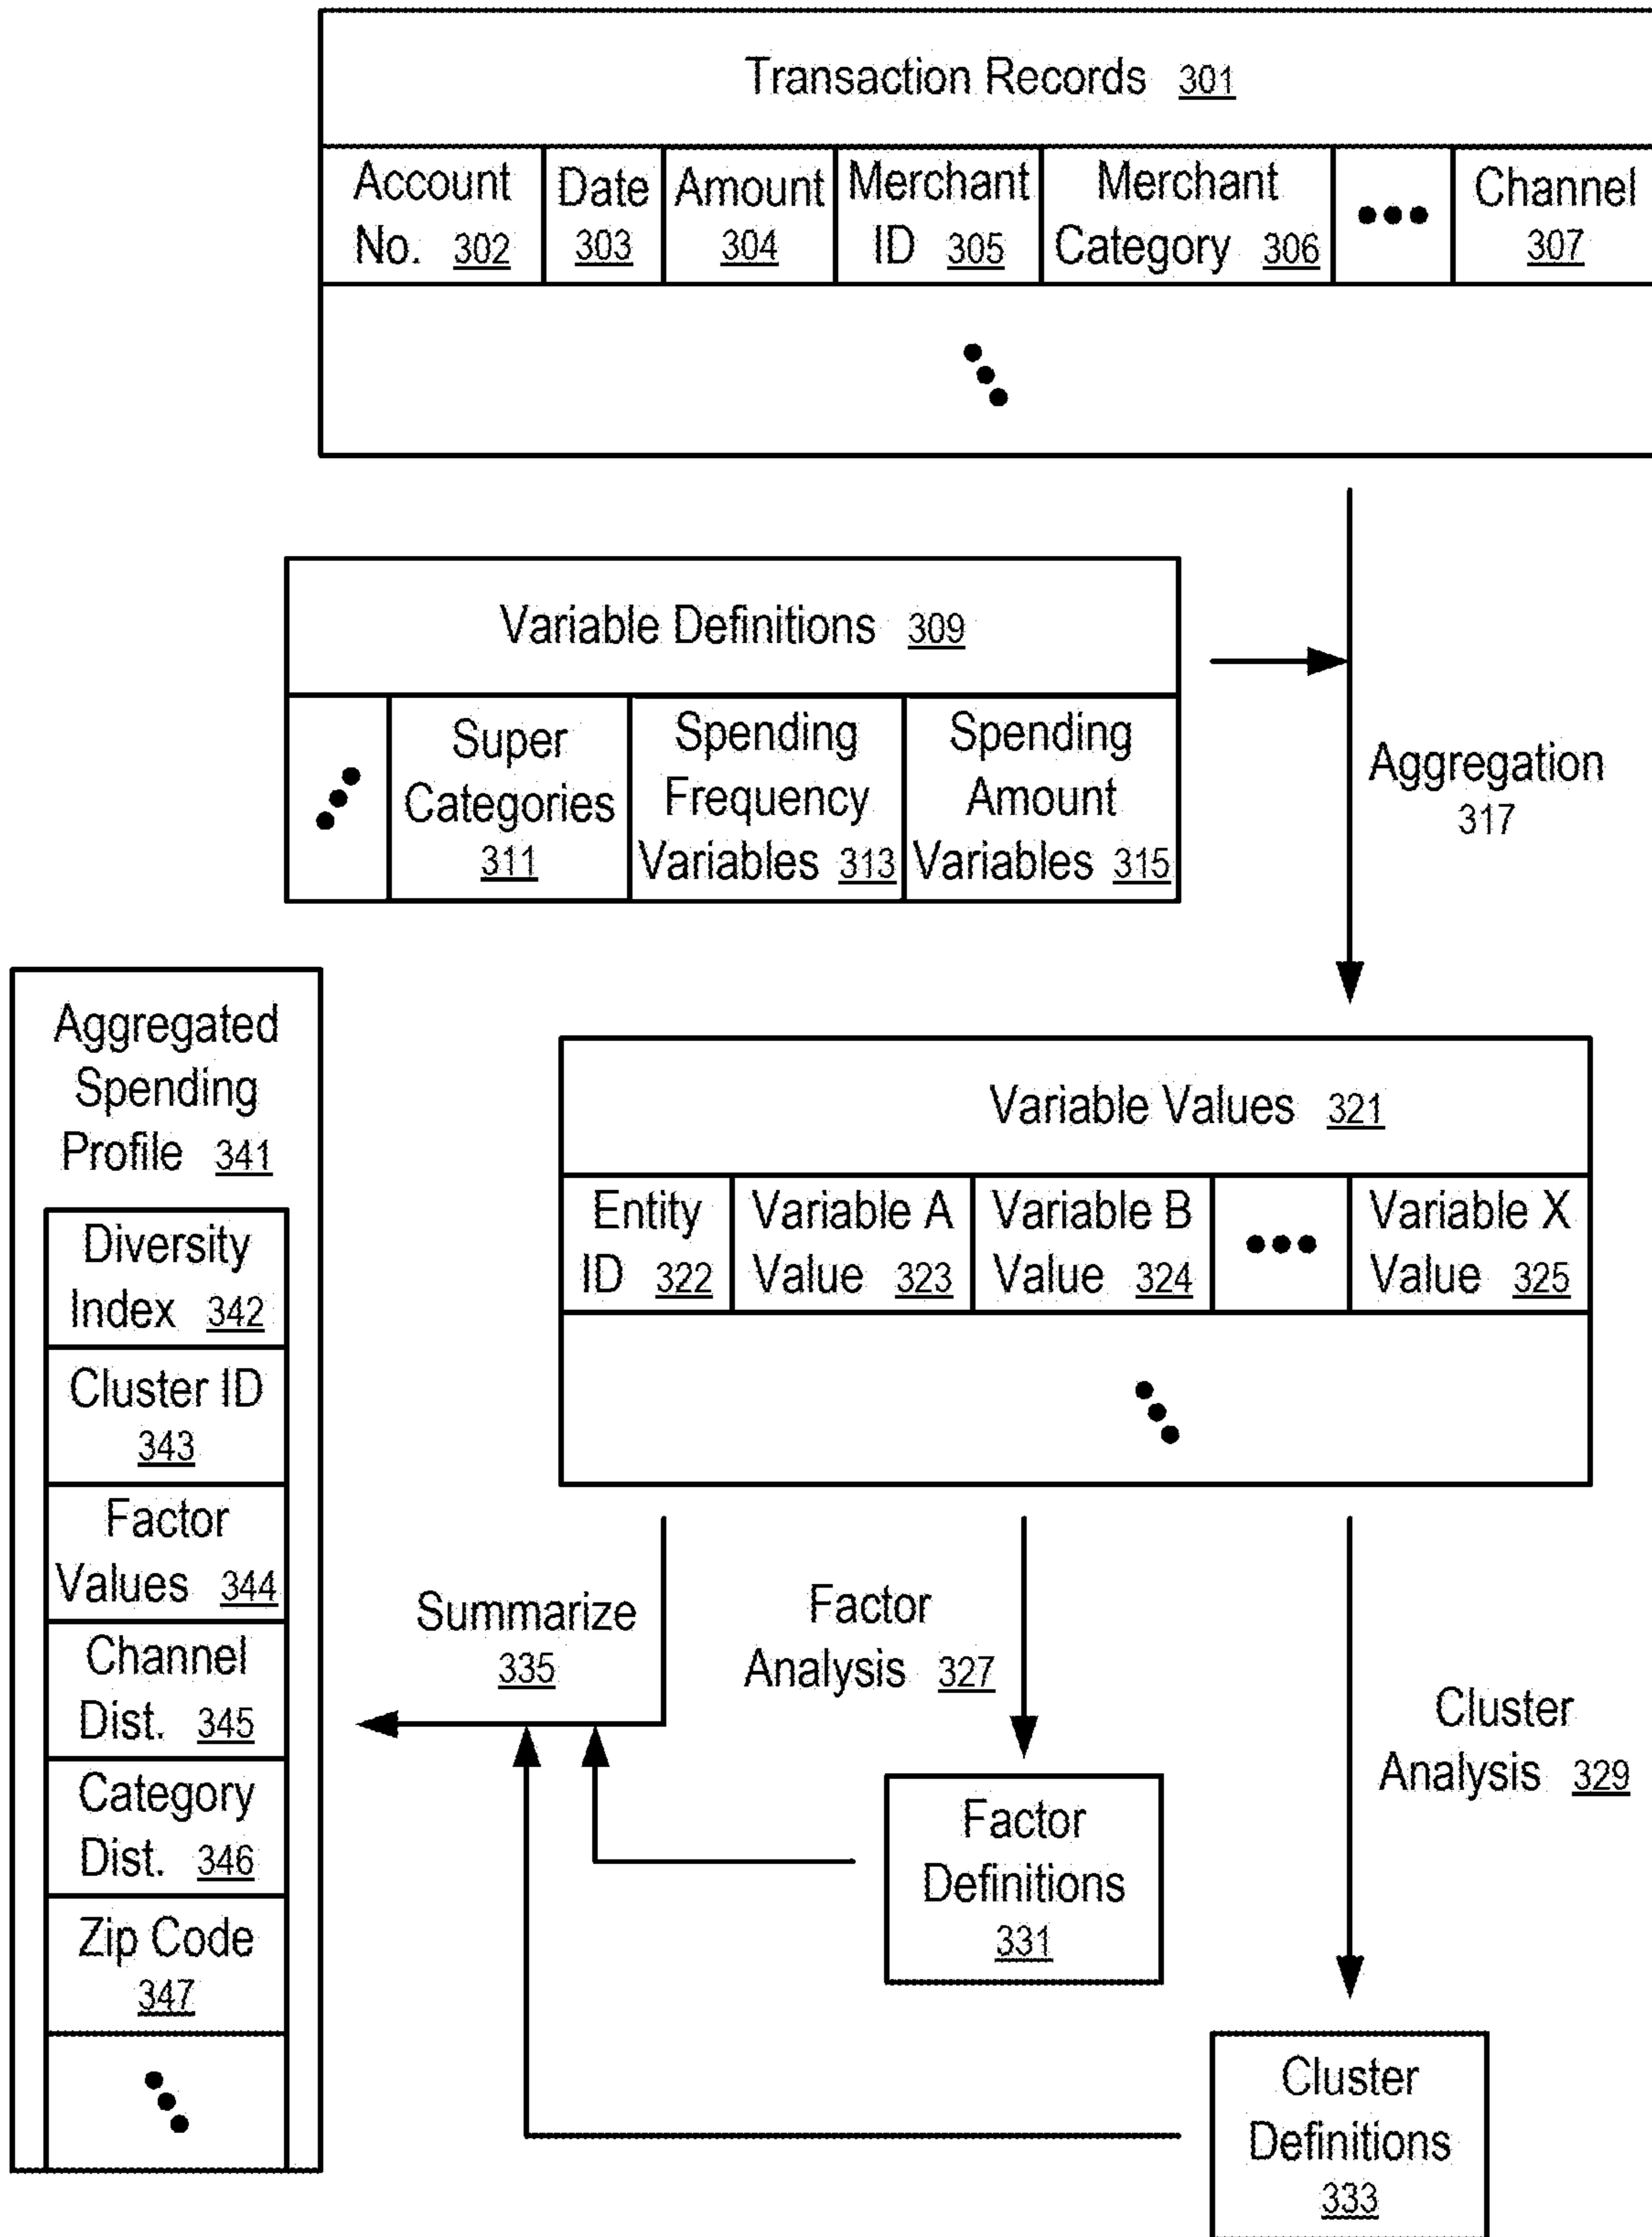 Transaction Records 301
Account
No. 302
Date
303
Amount
304
Merchant
ID 305
Merchant
Category 306
Channel
307
Variable Definitions 309
Super
Categories
311
Spending
Frequency
Variables 313
Spending
Amount
Variables 315
Aggregation
317
Aggregated
Spending
Profile 341
Diversity
Index 342
Cluster ID
343
Factor
Values 344
Channel
Dist. 345
Category
Dist. 346
Zip Code
347
Variable Values 321
Entity
ID 322
Variable A
Value 323
Variable B
Value 324
Variable X
Value 325
Summarize
335
Factor
Analysis 327
Cluster
Analysis 329
Factor
Definitions
331
Cluster
Definitions
333